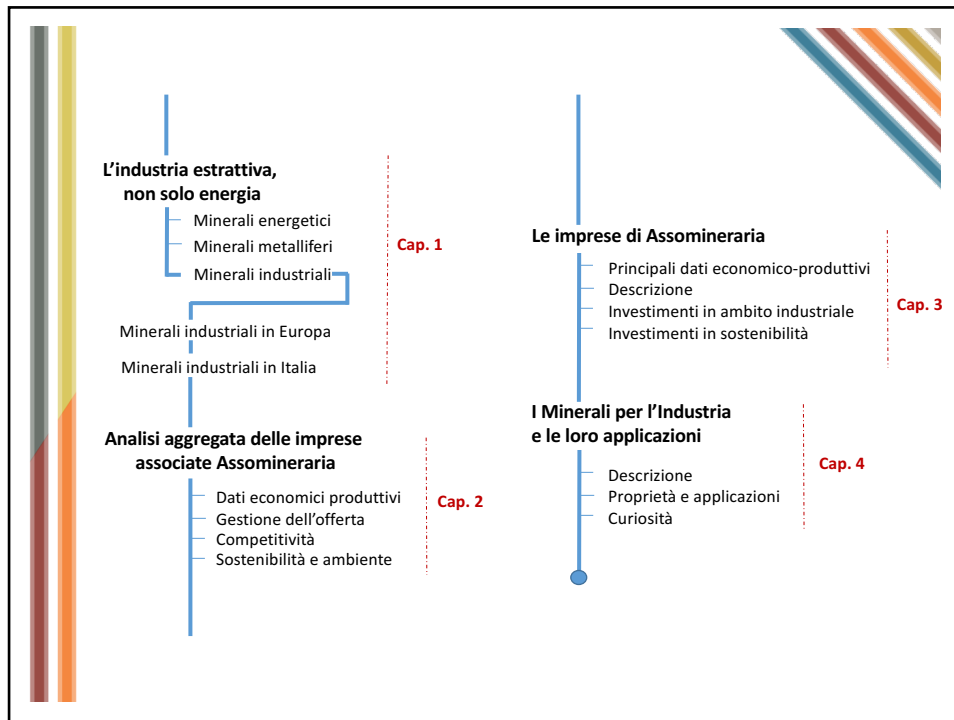 L’industria estrattiva,
non solo energia
Minerali energetici
Minerali metalliferi
Minerali industriali
Cap. 1
Minerali industriali in Europa
Minerali industriali in Italia
Analisi aggregata delle imprese
associate Assomineraria
Dati economici produttivi
Gestione dell’offerta
Competitività
Sostenibilità e ambiente
Cap. 2
Le imprese di Assomineraria
Principali dati economico-produttivi
Descrizione
Investimenti in ambito industriale
Investimenti in sostenibilità
Cap. 3
I Minerali per l’Industria
e le loro applicazioni
Descrizione
Proprietà e applicazioni
Curiosità
Cap. 4